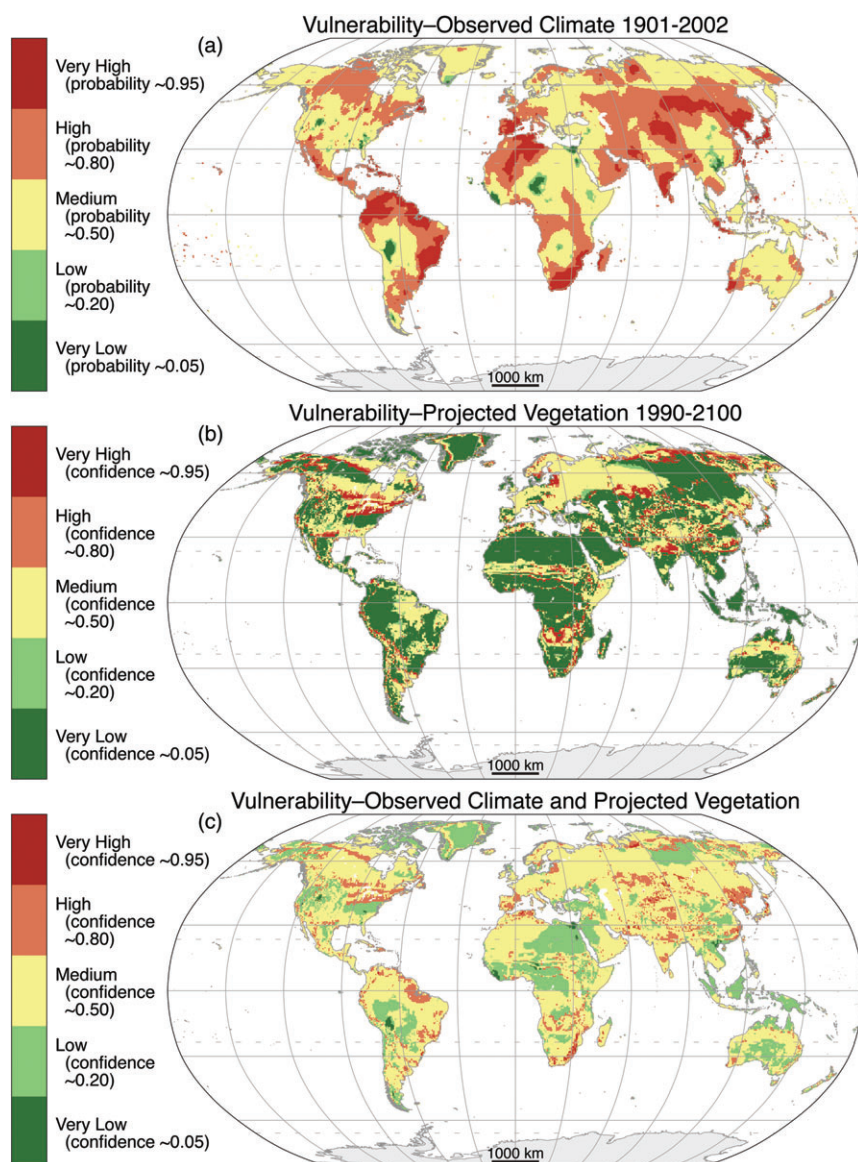 Vulnerability–Observed Climate 1901-2002
(a)
Very High
(probability ~0.95)
High
(probability
~0.80)
Medium
(probability
~0.50)
Low
(probability
~0.20)
Very Low
(probability ~0.05)
1000 km
Vulnerability–Projected Vegetation 1990-2100
(b)
Very High
(confidence ~0.95)
High
(confidence
~0.80)
Medium
(confidence
~0.50)
Low
(confidence
~0.20)
Very Low
(confidence ~0.05)
1000 km
Vulnerability–Observed Climate and Projected Vegetation
(c)
Very High
(confidence ~0.95)
High
(confidence
~0.80)
Medium
(confidence
~0.50)
Low
(confidence
~0.20)
Very Low
(confidence ~0.05)
1000 km